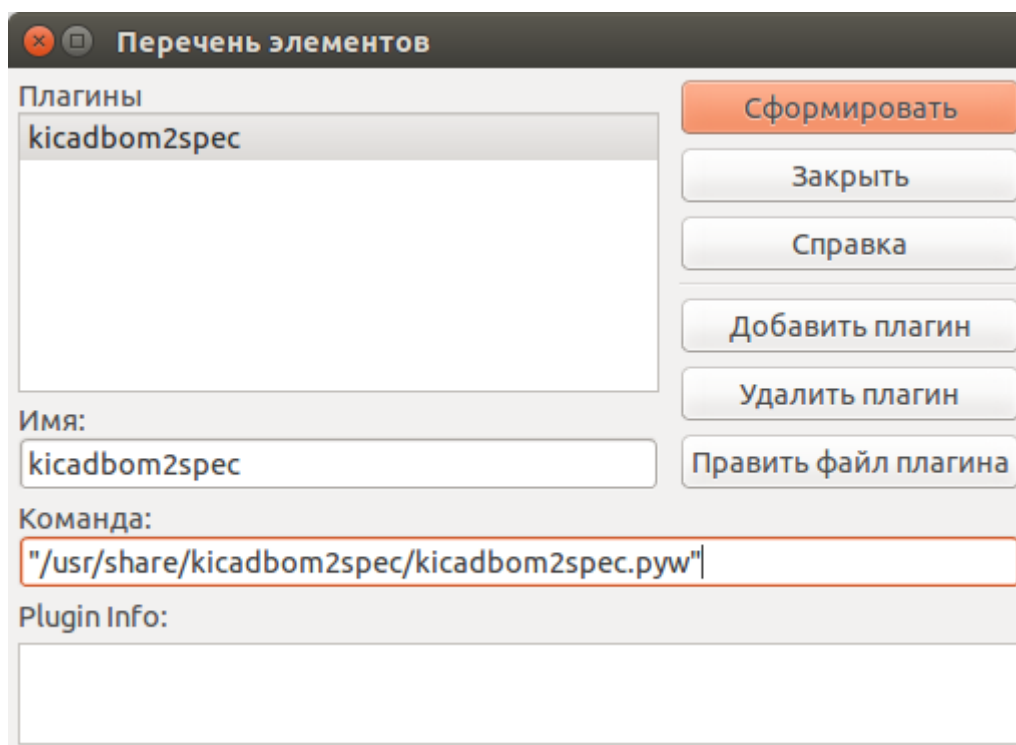 Перечень элементов
Плагины
kicadbom2spec
Сформировать
Закрыть
Справка
Добавить плагин
Удалить плагин
Править файл плагина
Имя:
kicadbom2spec
Команда:
"/usr/share/kicadbom2spec/kicadbom2spec.pyw"
Plugin Info: